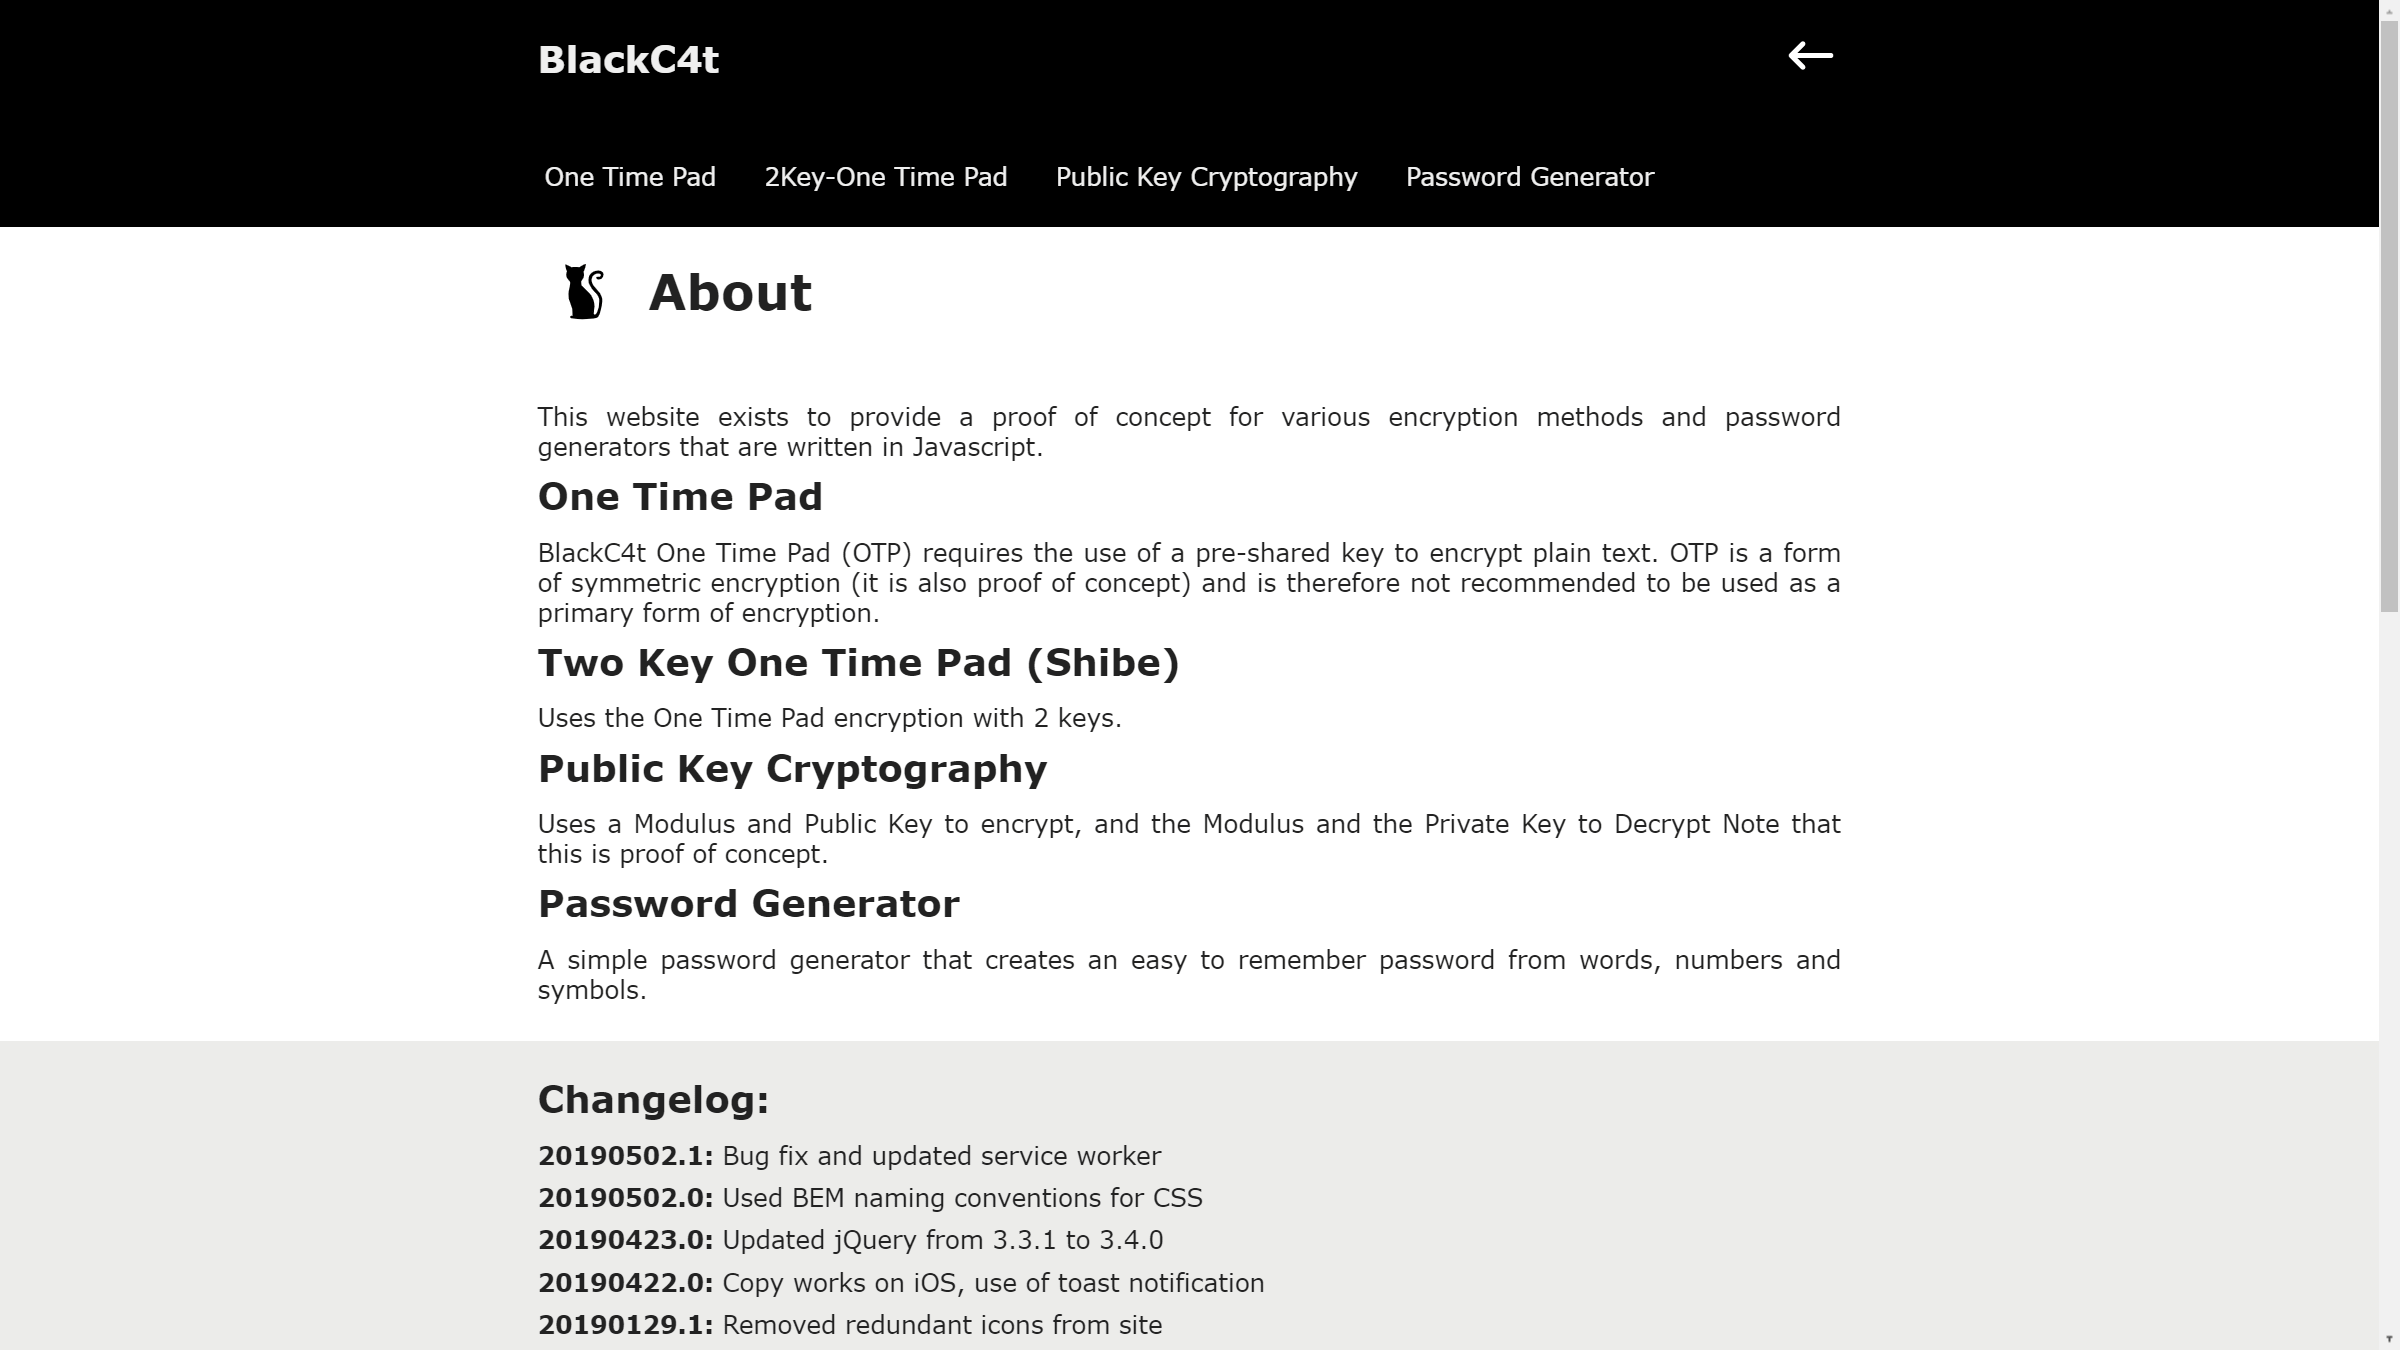 BlackC4t
One Time Pad 2Key-One Time Pad Public Key Cryptography Password Generator
About
This website exists to provide a proof of concept for various encryption methods and password
generators that are written in Javascript.
One Time Pad
BlackC4t One Time Pad (OTP) requires the use of a pre-shared key to encrypt plain text. OTP is a form
of symmetric encryption (it is also proof of concept) and is therefore not recommended to be used as a
primary form of encryption.
Two Key One Time Pad (Shibe)
Uses the One Time Pad encryption with 2 keys.
Public Key Cryptography
Uses a Modulus and Public Key to encrypt, and the Modulus and the Private Key to Decrypt Note that
this is proof of concept.
Password Generator
A simple password generator that creates an easy to remember password from words, numbers and
symbols.
Changelog:
20190502.1: Bug fix and updated service worker
20190502.0: Used BEM naming conventions for CSS
20190423.0: Updated jQuery from 3.3.1 to 3.4.0
20190422.0: Copy works on iOS, use of toast notification
20190129.1: Removed redundant icons from site